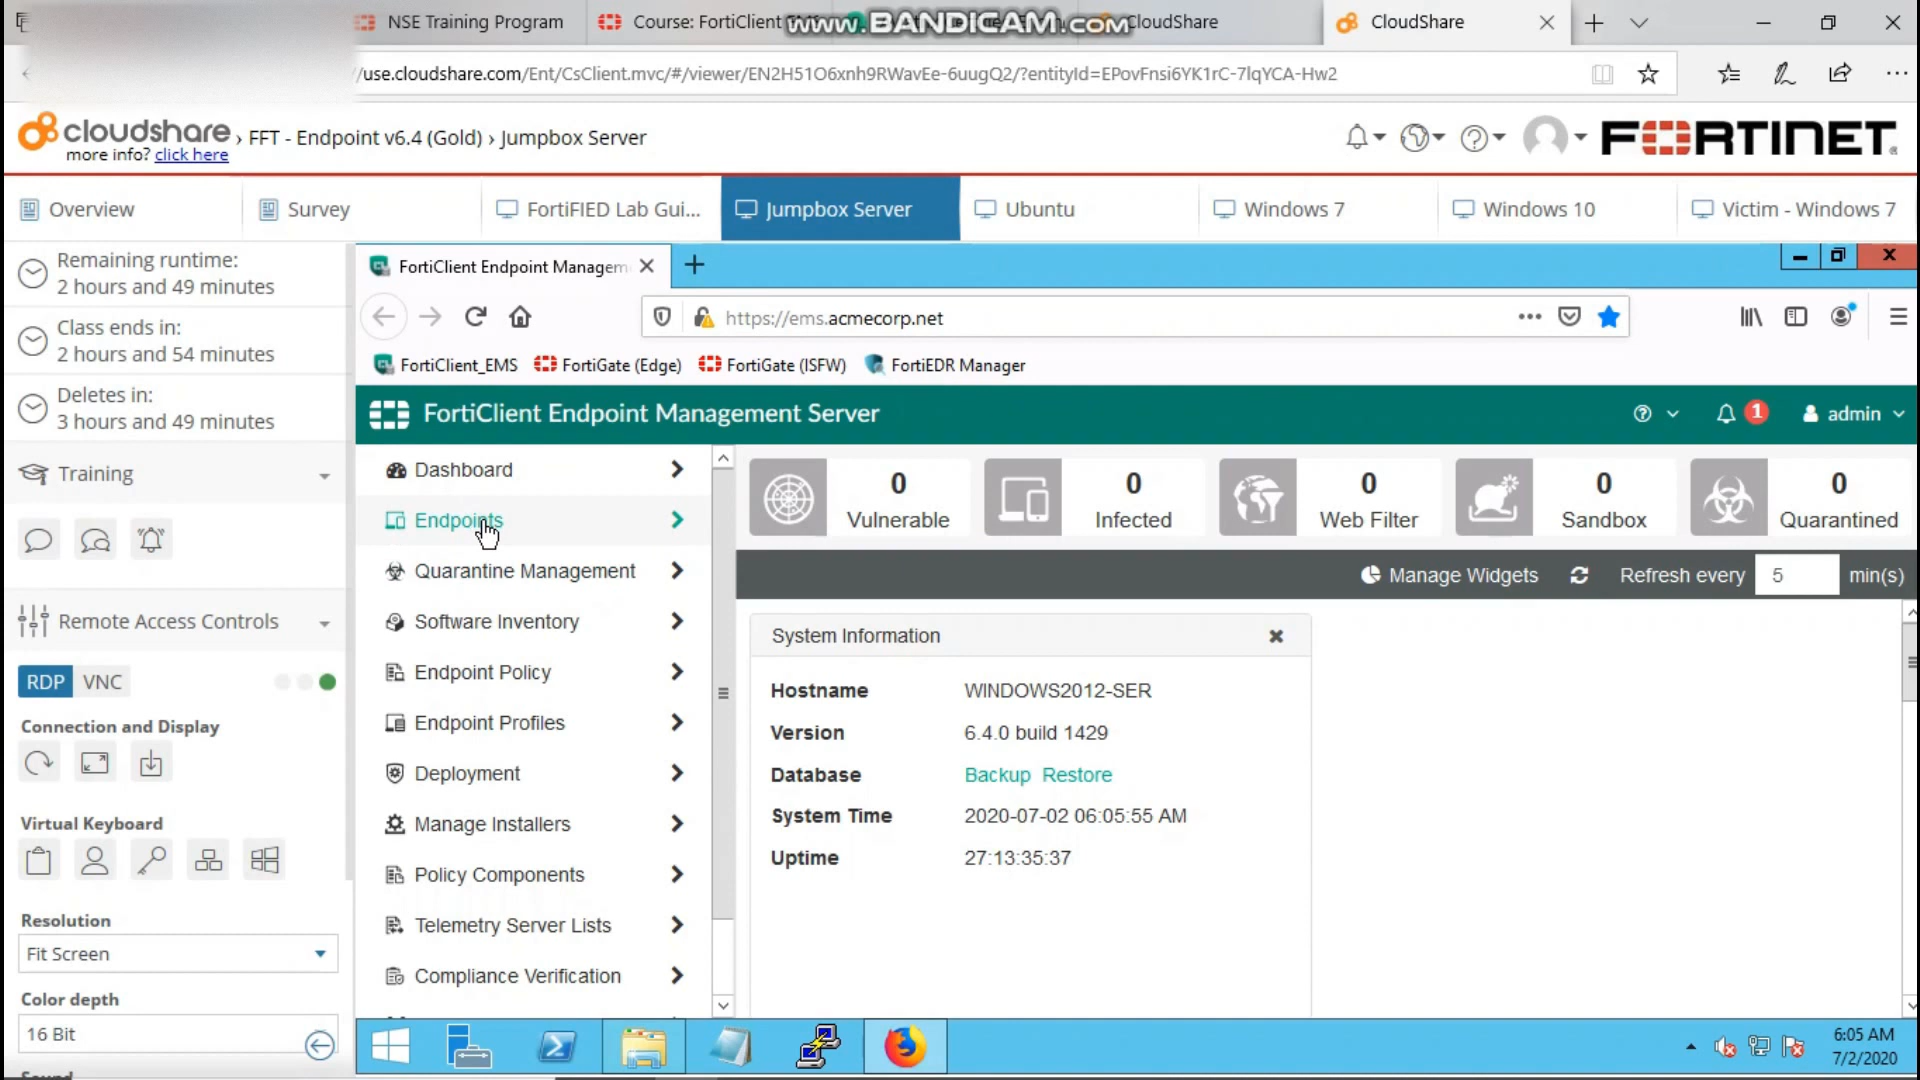 NSE Training Program
Course: FortiClient
www.BANDICAM.com
CloudShare
CloudShare
/use.cloudshare.com/Ent/CsClient.mvc/#/viewer/EN2H51O6xnh9RWavEe-6uugQ2/?entityId=EPovFnsi6YK1rC-7lqYCA-Hw2
cloudshare
more info? click here
› FFT - Endpoint v6.4 (Gold) › Jumpbox Server
FORTINET
Overview
Survey
FortiFIED Lab Gui...
Jumpbox Server
Ubuntu
Windows 7
Windows 10
Victim - Windows 7
Remaining runtime:
2 hours and 49 minutes
Class ends in:
2 hours and 54 minutes
Deletes in:
3 hours and 49 minutes
Training
Remote Access Controls
RDP VNC
Connection and Display
Virtual Keyboard
Resolution
Fit Screen
Color depth
16 Bit
Sound
FortiClient Endpoint Managem
https://ems.acmecorp.net
FortiClient_EMS
FortiGate (Edge)
FortiGate (ISFW)
FortiEDR Manager
FortiClient Endpoint Management Server
1
admin
Dashboard
Endpoints
Quarantine Management
Software Inventory
Endpoint Policy
Endpoint Profiles
Deployment
Manage Installers
Policy Components
Telemetry Server Lists
Compliance Verification
0
Vulnerable
0
Infected
0
Web Filter
0
Sandbox
0
Quarantined
Manage Widgets
Refresh every 5 min(s)
System Information
Hostname WINDOWS2012-SER
Version 6.4.0 build 1429
Database Backup Restore
System Time 2020-07-02 06:05:55 AM
Uptime 27:13:35:37
6:05 AM
7/2/2020